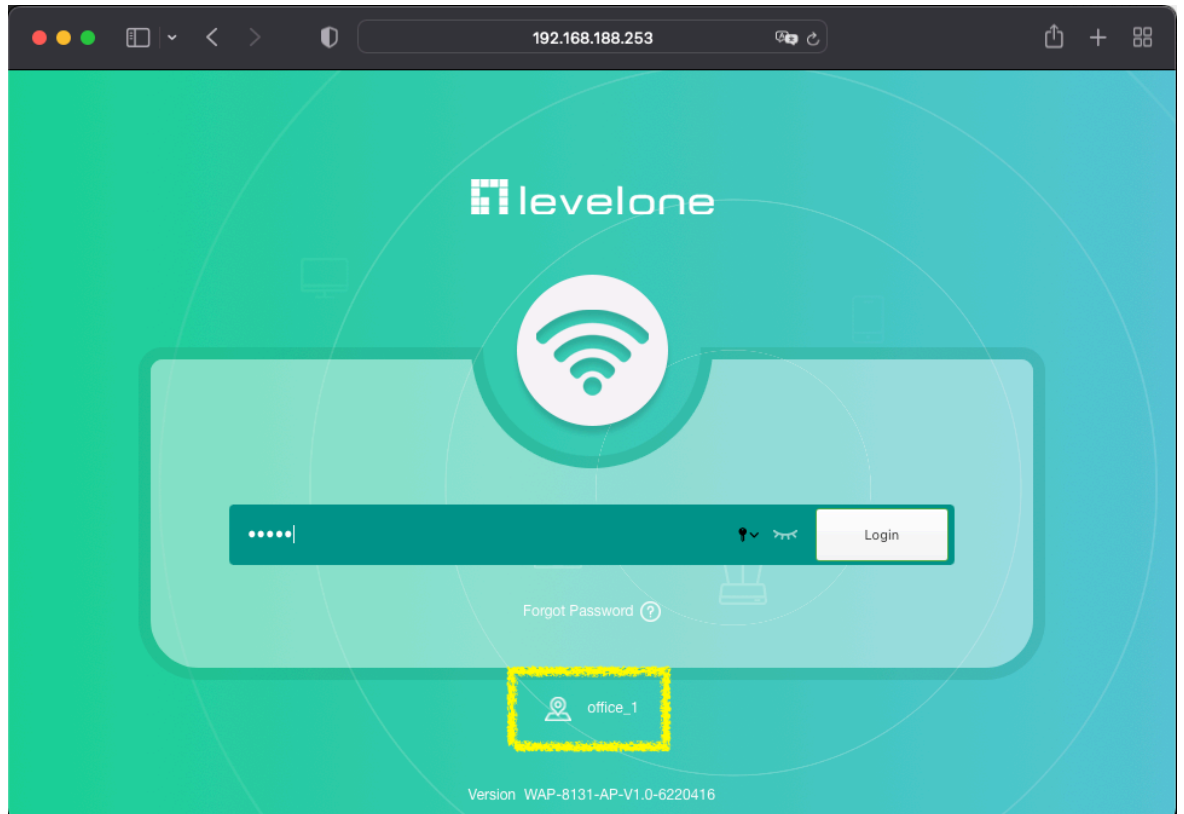 192.168.188.253
levelone
•••••
Login
Forgot Password ?
office_1
Version WAP-8131-AP-V1.0-6220416